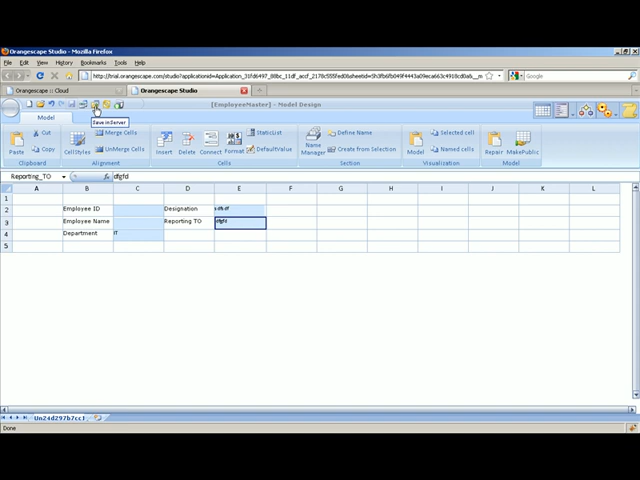 Orangescape Studio - Mozilla Firefox
File Edit View History Bookmarks Tools Help
Orangescape :: Cloud Orangescape Studio
[EmployeeMaster] - Model Design
Model
Save inServer
Paste Cut Copy CellStyles Merge Cells UnMerge Cells Insert Delete Connect Format StaticList DefaultValue Name Manager Define Name Create from Selection Model Selected cell Named cells Repair MakePublic
Clipboard Alignment Cells Section Visualization Model
Reporting_TO dfgfd
A B C D E F G H I J K L
1
2 Employee ID Designation
3 Employee Name Reporting TO dfgfd
4 Department IT
5
Un24d297b7cc1
Done